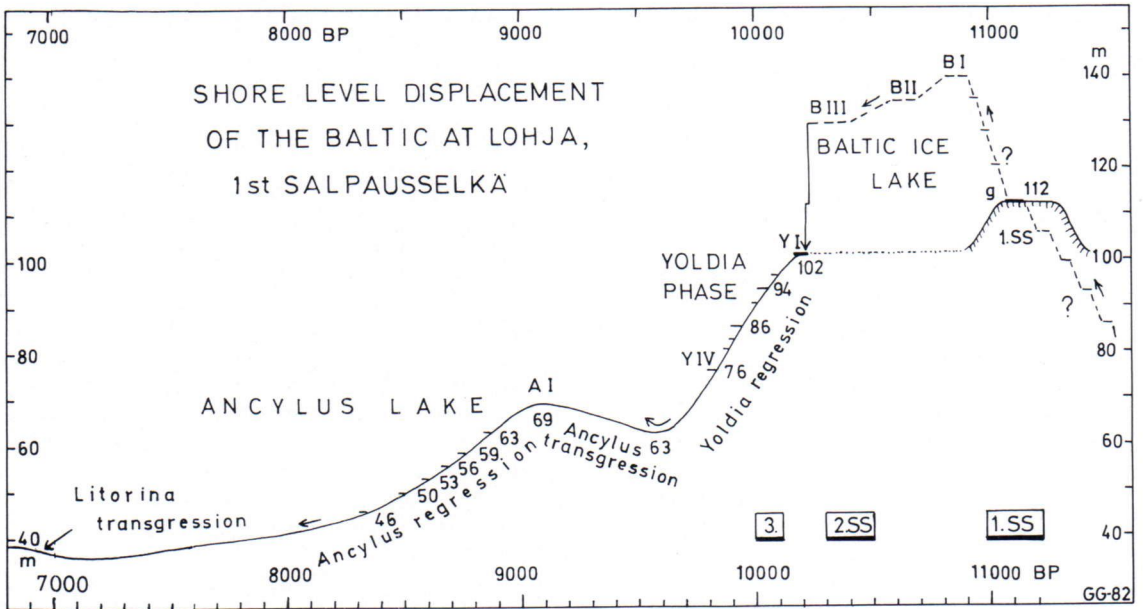 7000
8000 BP
9000
10000
11000
m
140
120
100
80
60
40
SHORE LEVEL DISPLACEMENT
OF THE BALTIC AT LOHJA,
1st SALPAUSSELKÄ
B I
B II
B III
BALTIC ICE
LAKE
?
g
112
1.SS
?
Y I
102
YOLDIA
PHASE
94
86
Y IV
76
Yoldia regression
100
80
60
40
m
ANCYLUS LAKE
A I
69
Ancylus
transgression
63
63
59
56
53
50
46
Ancylus regression
Litorina
transgression
3.
2.SS
1.SS
7000
8000
9000
10000
11000 BP
GG-82